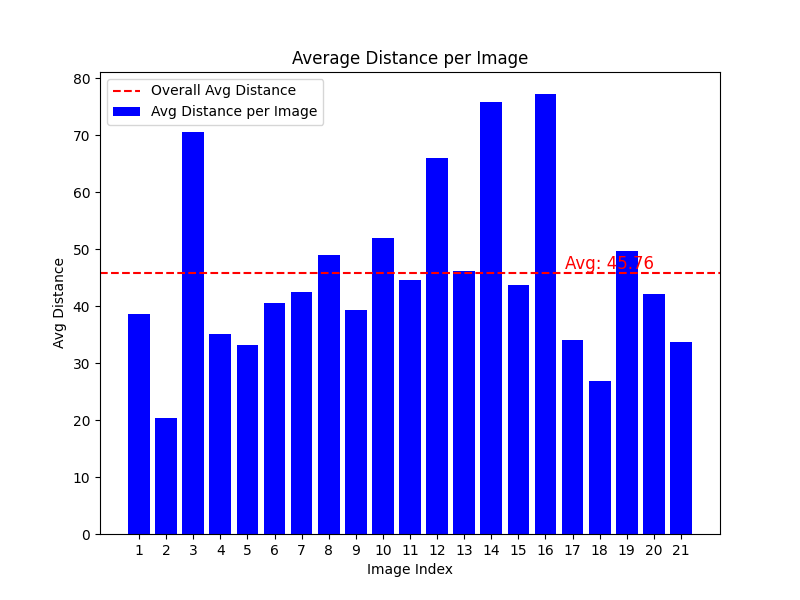 Average Distance per Image
Overall Avg Distance
Avg Distance per Image
Avg: 45.76
Avg Distance
80
70
60
50
40
30
20
10
0
1 2 3 4 5 6 7 8 9 10 11 12 13 14 15 16 17 18 19 20 21
Image Index